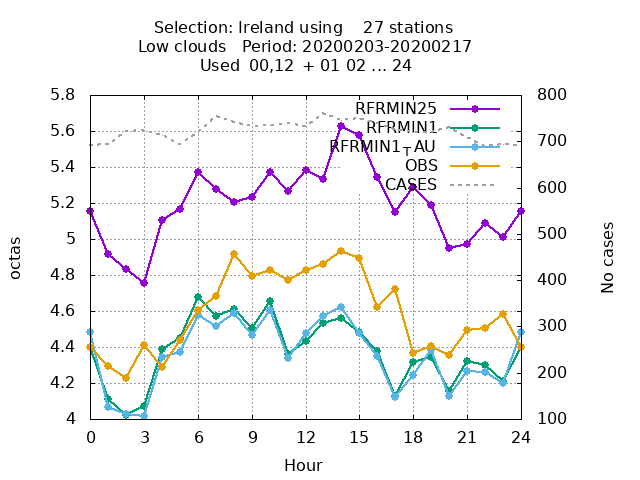 Selection: Ireland using 27 stations
Low clouds Period: 20200203-20200217
Used 00,12 + 01 02 ... 24
RFRMIN25
RFRMIN1
RFRMIN1┬AU
OBS
CASES
5.8
5.6
5.4
5.2
5
4.8
4.6
4.4
4.2
4
octas
800
700
600
500
400
300
200
100
No cases
0 3 6 9 12 15 18 21 24
Hour